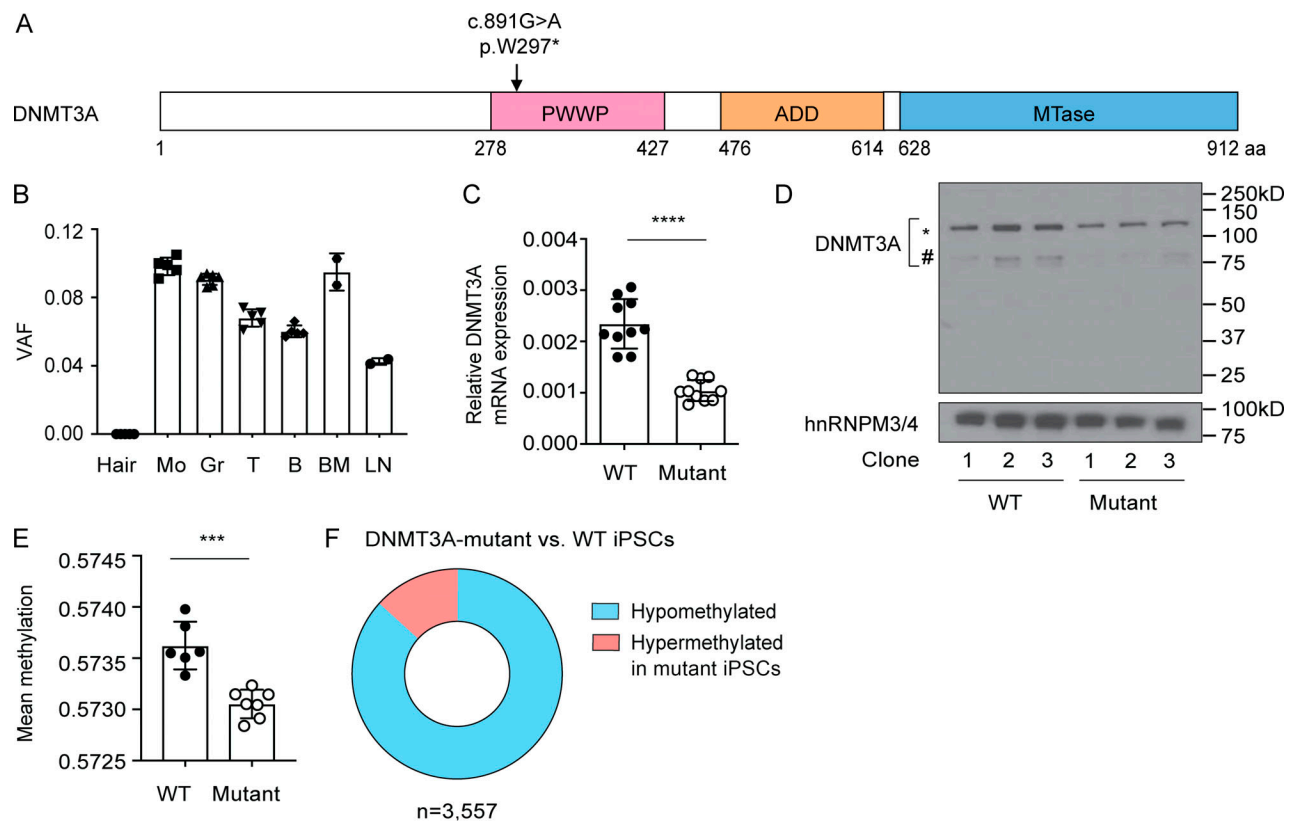 A
c.891G>A
p.W297*
DNMT3A
PWWP
ADD
MTase
1
278
427
476
614
628
912 aa
B
VAF
0.12
0.08
0.04
0.00
Hair Mo Gr T B BM LN
C
Relative DNMT3A
mRNA expression
****
0.004
0.003
0.002
0.001
0.000
WT Mutant
D
DNMT3A
*
#
250kD
150
100
75
50
37
25
hnRNPM3/4
100kD
75
Clone 1 2 3 1 2 3
WT Mutant
E
Mean methylation
***
0.5745
0.5740
0.5735
0.5730
0.5725
WT Mutant
F DNMT3A-mutant vs. WT iPSCs
Hypomethylated
Hypermethylated
in mutant iPSCs
n=3,557